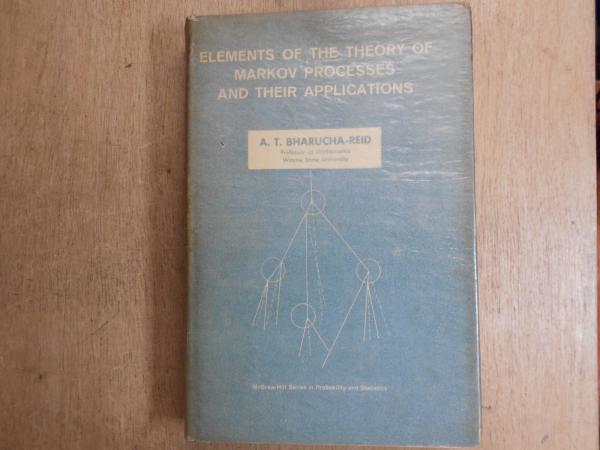 ELEMENTS OF THE THEORY OF
MARKOV PROCESSES
AND THEIR APPLICATIONS
A. T. BHARUCHA-REID
Professor of Mathematics
Wayne State University
McGraw-Hill Series in Probability and Statistics